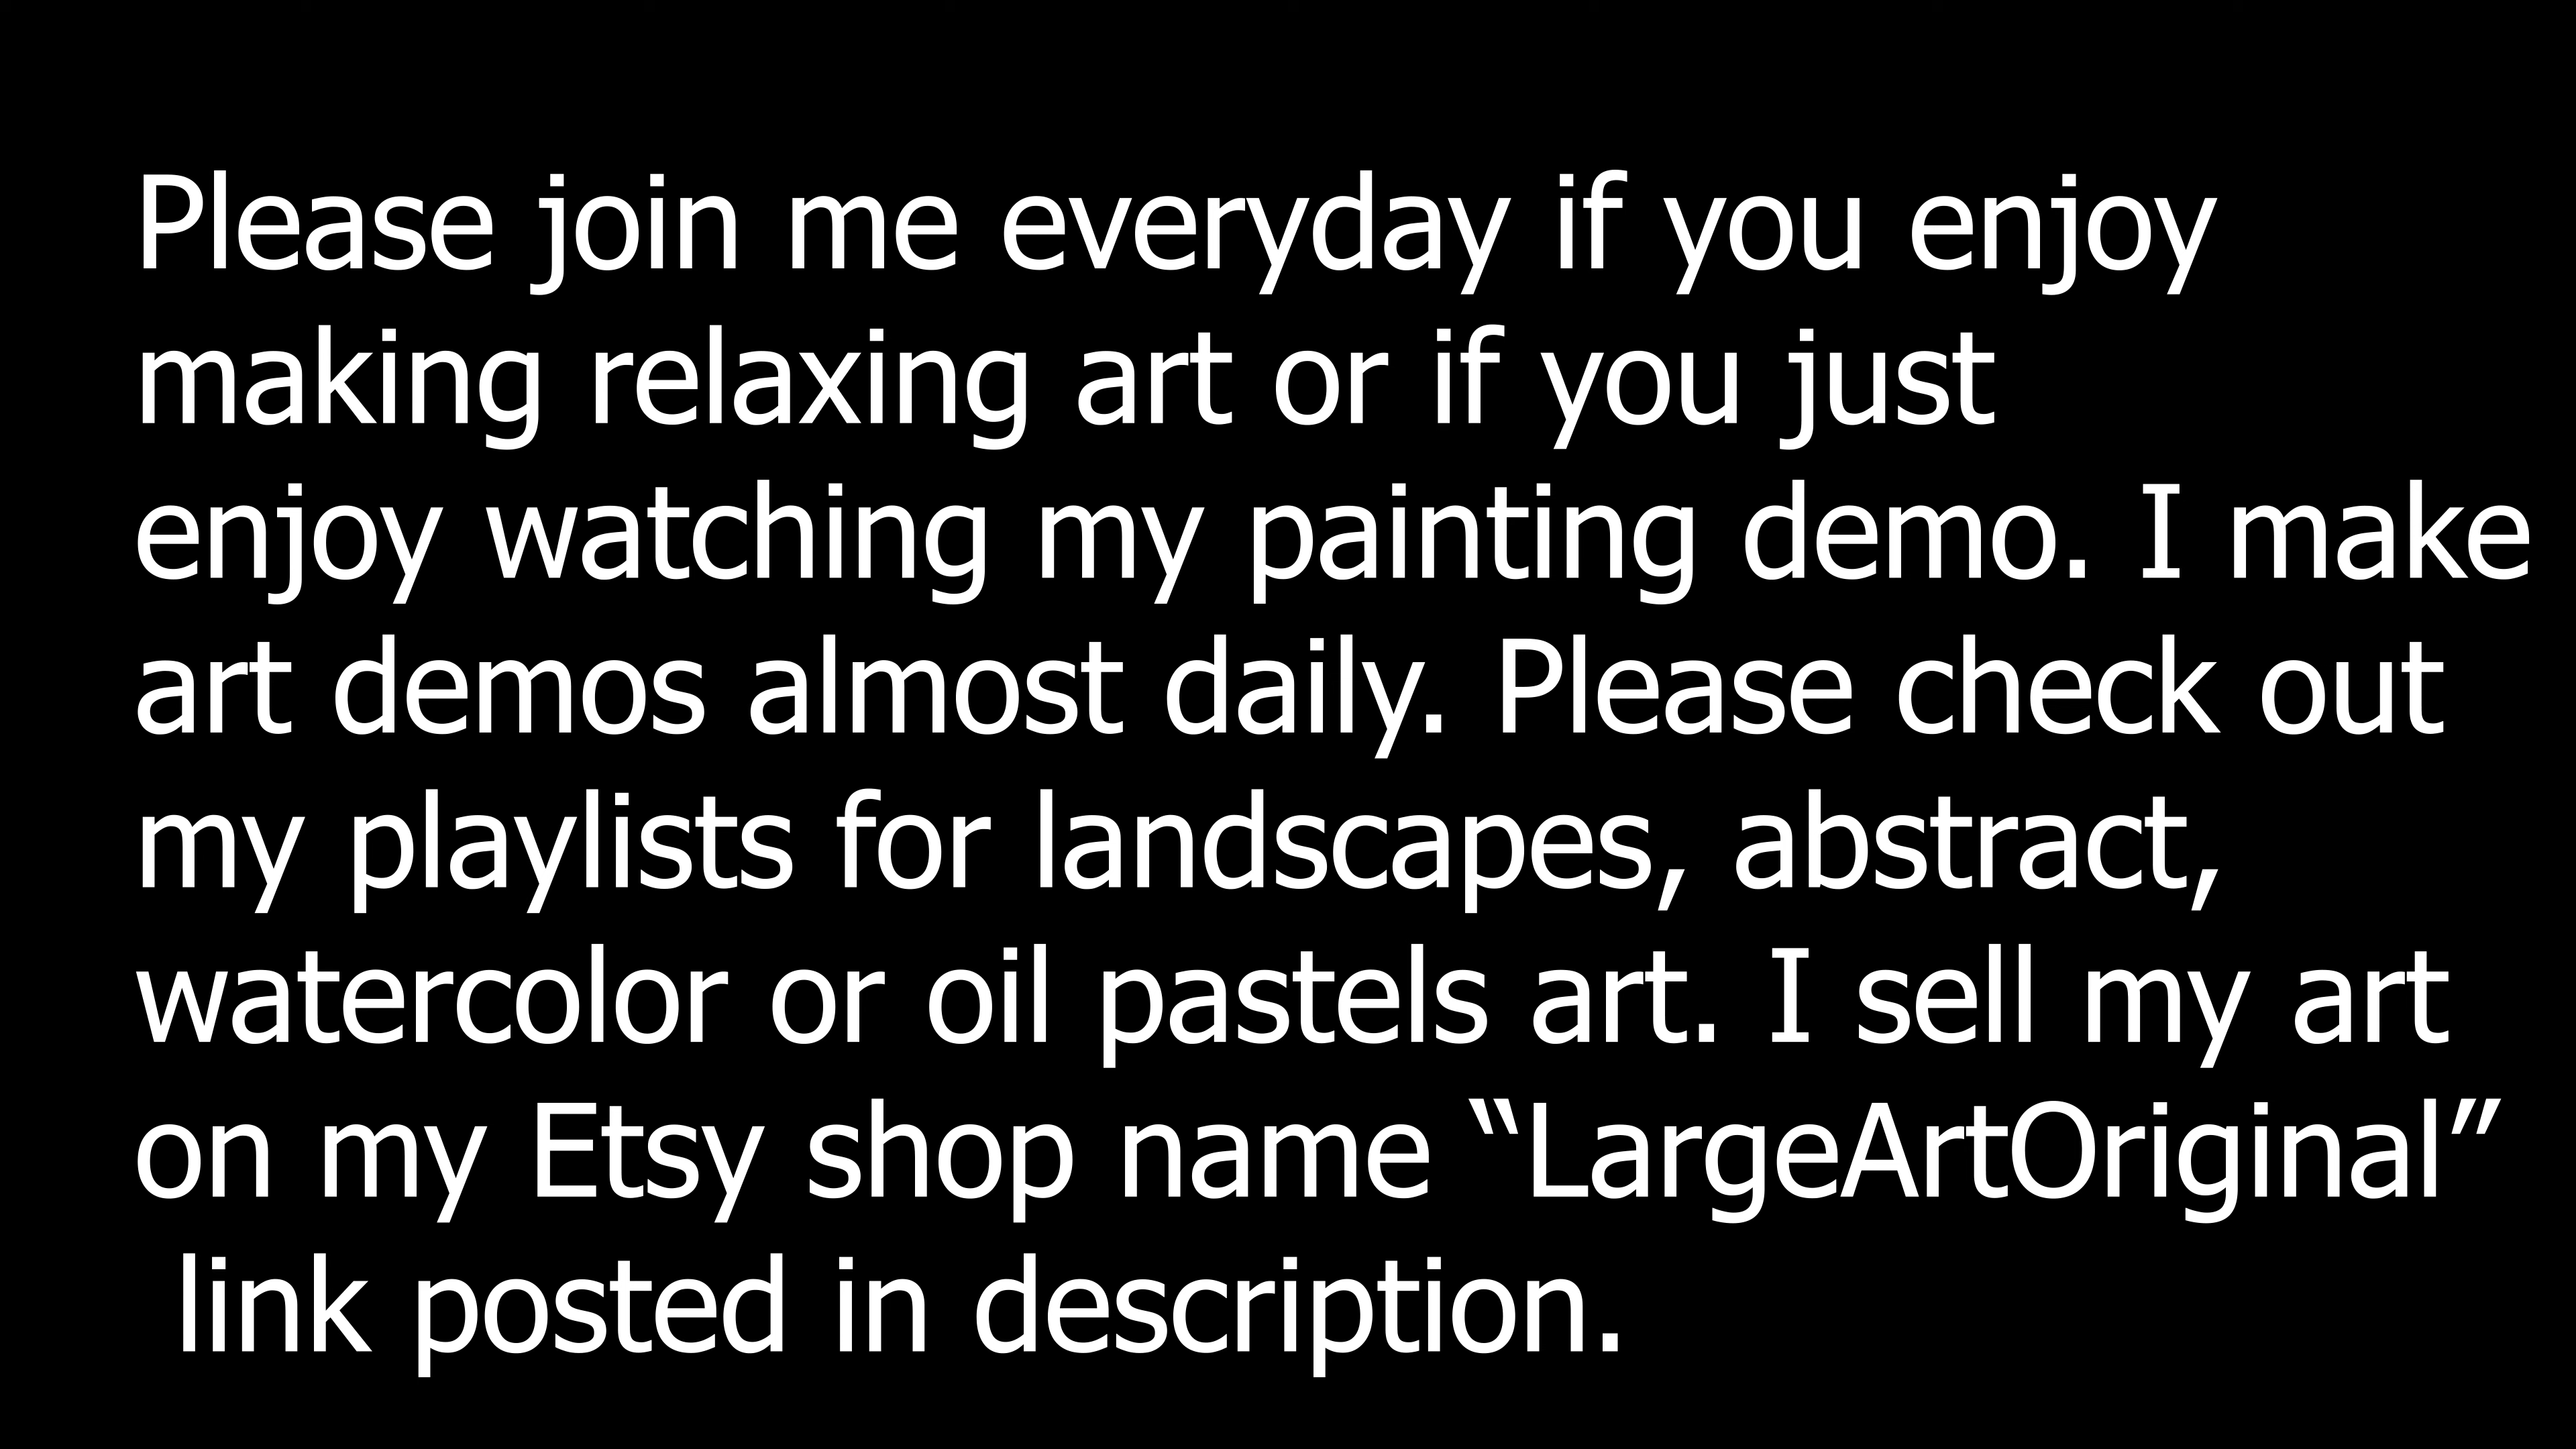 Please join me everyday if you enjoy
making relaxing art or if you just
enjoy watching my painting demo. I make
art demos almost daily. Please check out
my playlists for landscapes, abstract,
watercolor or oil pastels art. I sell my art
on my Etsy shop name “LargeArtOriginal”
link posted in description.